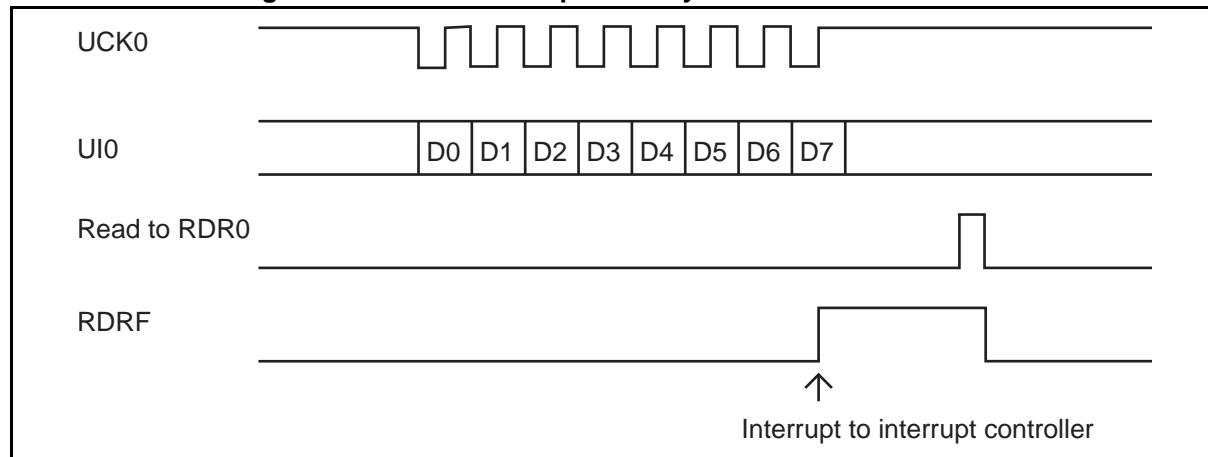 UCK0
UI0
D0 D1 D2 D3 D4 D5 D6 D7
Read to RDR0
RDRF
Interrupt to interrupt controller